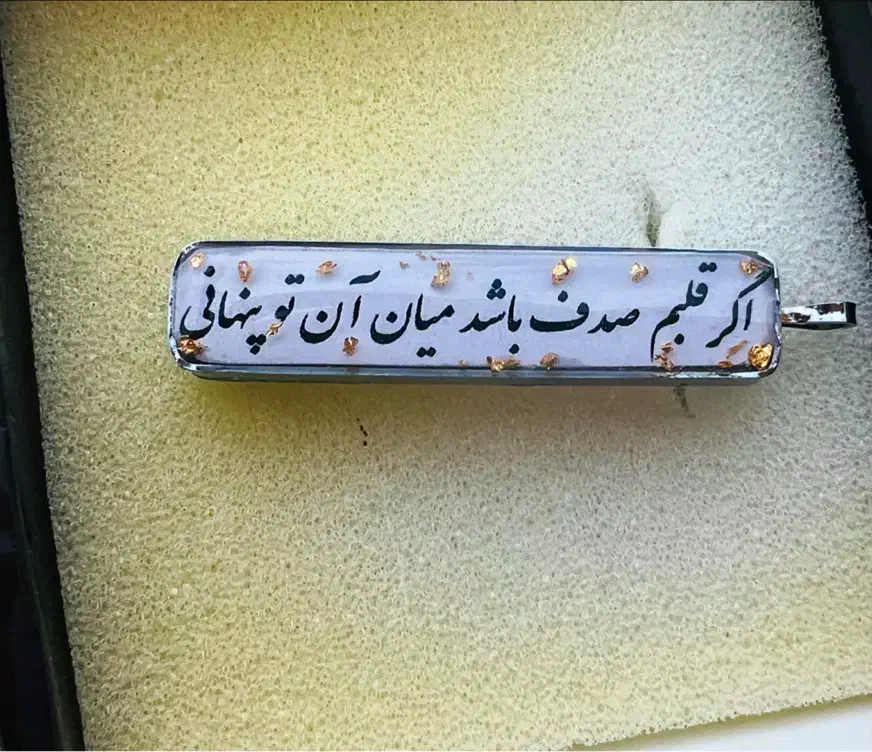 اگر قلبم صدف باشد میان آن تو پنهانی